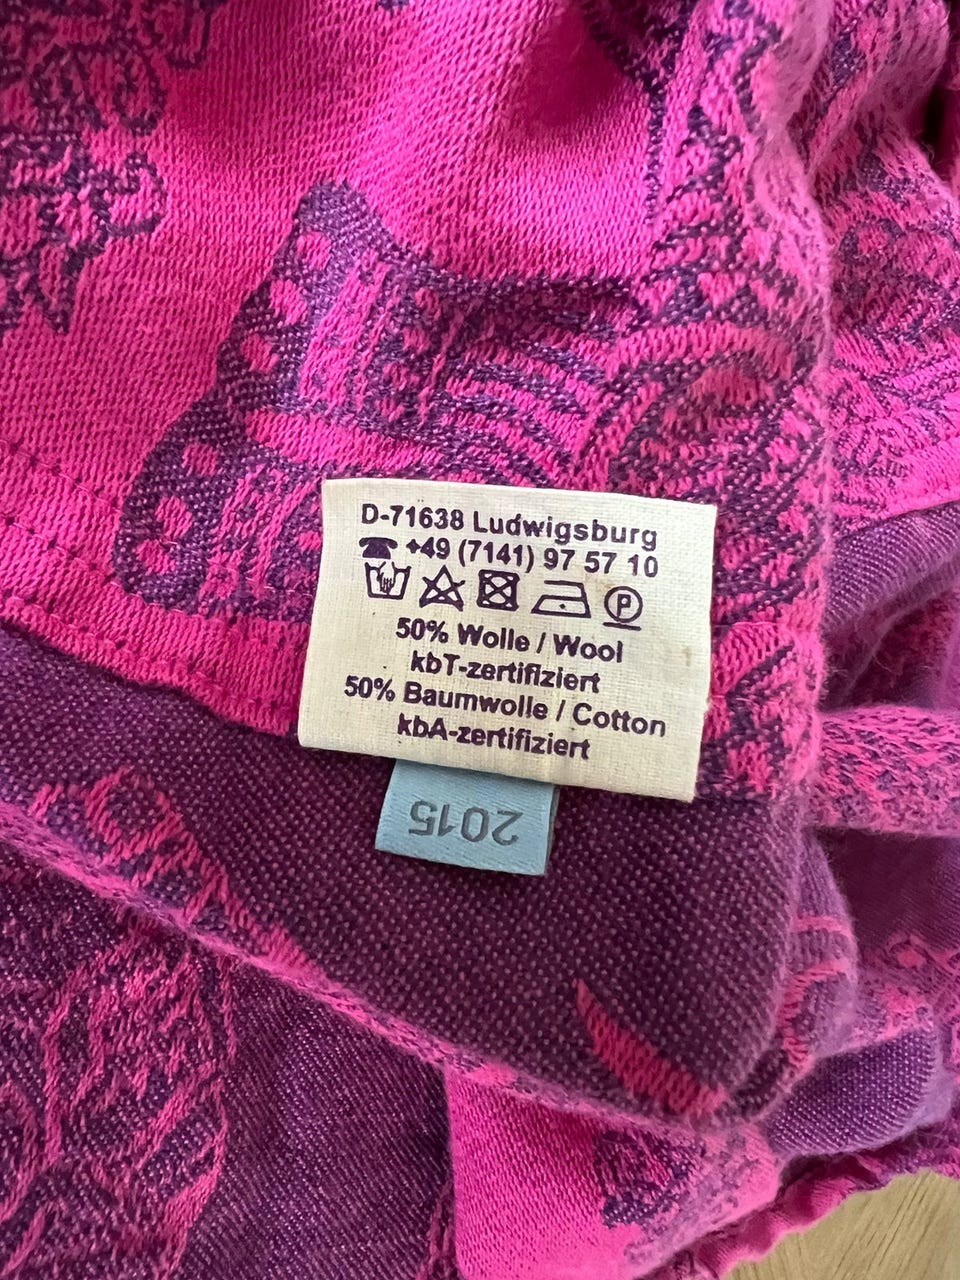 D-71638 Ludwigsburg
☎ +49 (7141) 97 57 10
P
50% Wolle / Wool
kbT-zertifiziert
50% Baumwolle / Cotton
kbA-zertifiziert
2015